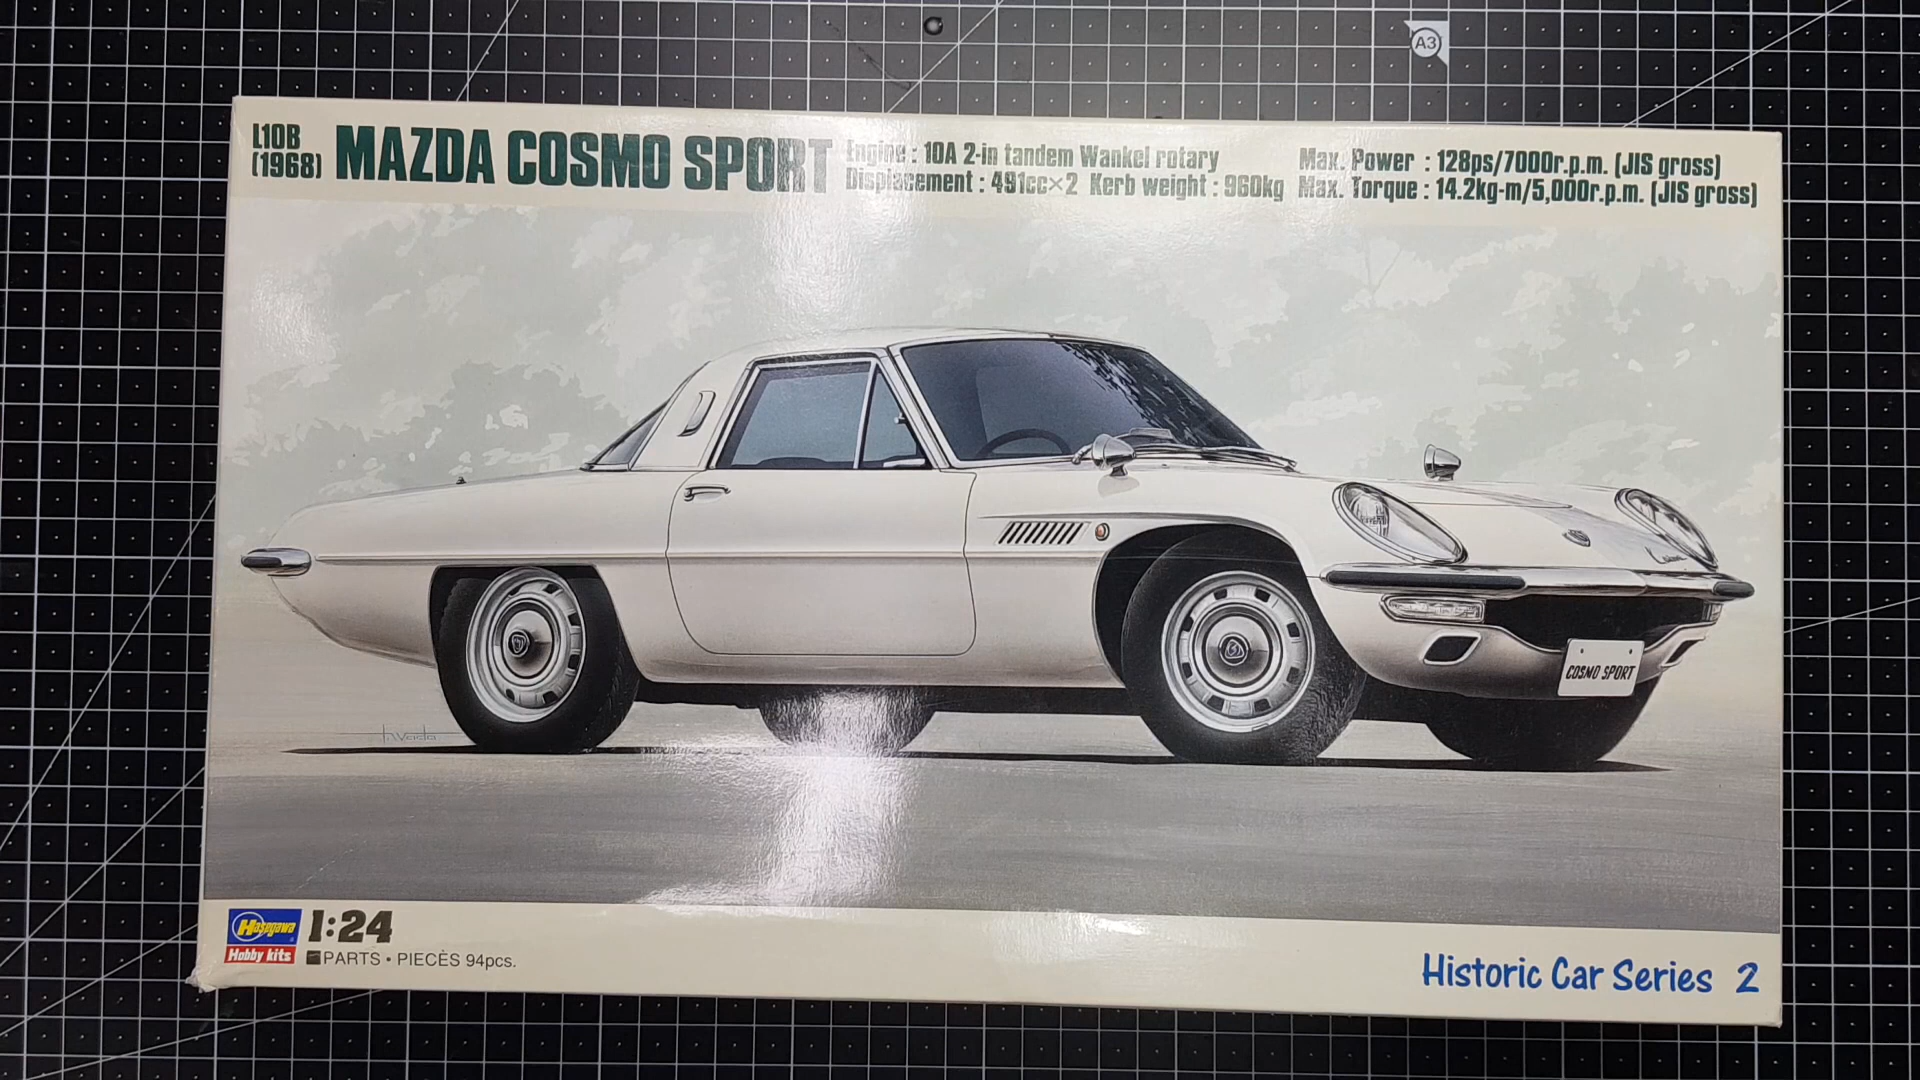 A3
L10B
(1968)
MAZDA COSMO SPORT
Engine : 10A 2-in tandem Wankel rotary
Displacement : 491cc×2 Kerb weight : 960kg
Max. Power : 128ps/7000r.p.m. (JIS gross)
Max. Torque : 14.2kg-m/5,000r.p.m. (JIS gross)
COSMO SPORT
Hasegawa
Hobby kits
1:24
PARTS • PIECÈS 94pcs.
Historic Car Series 2